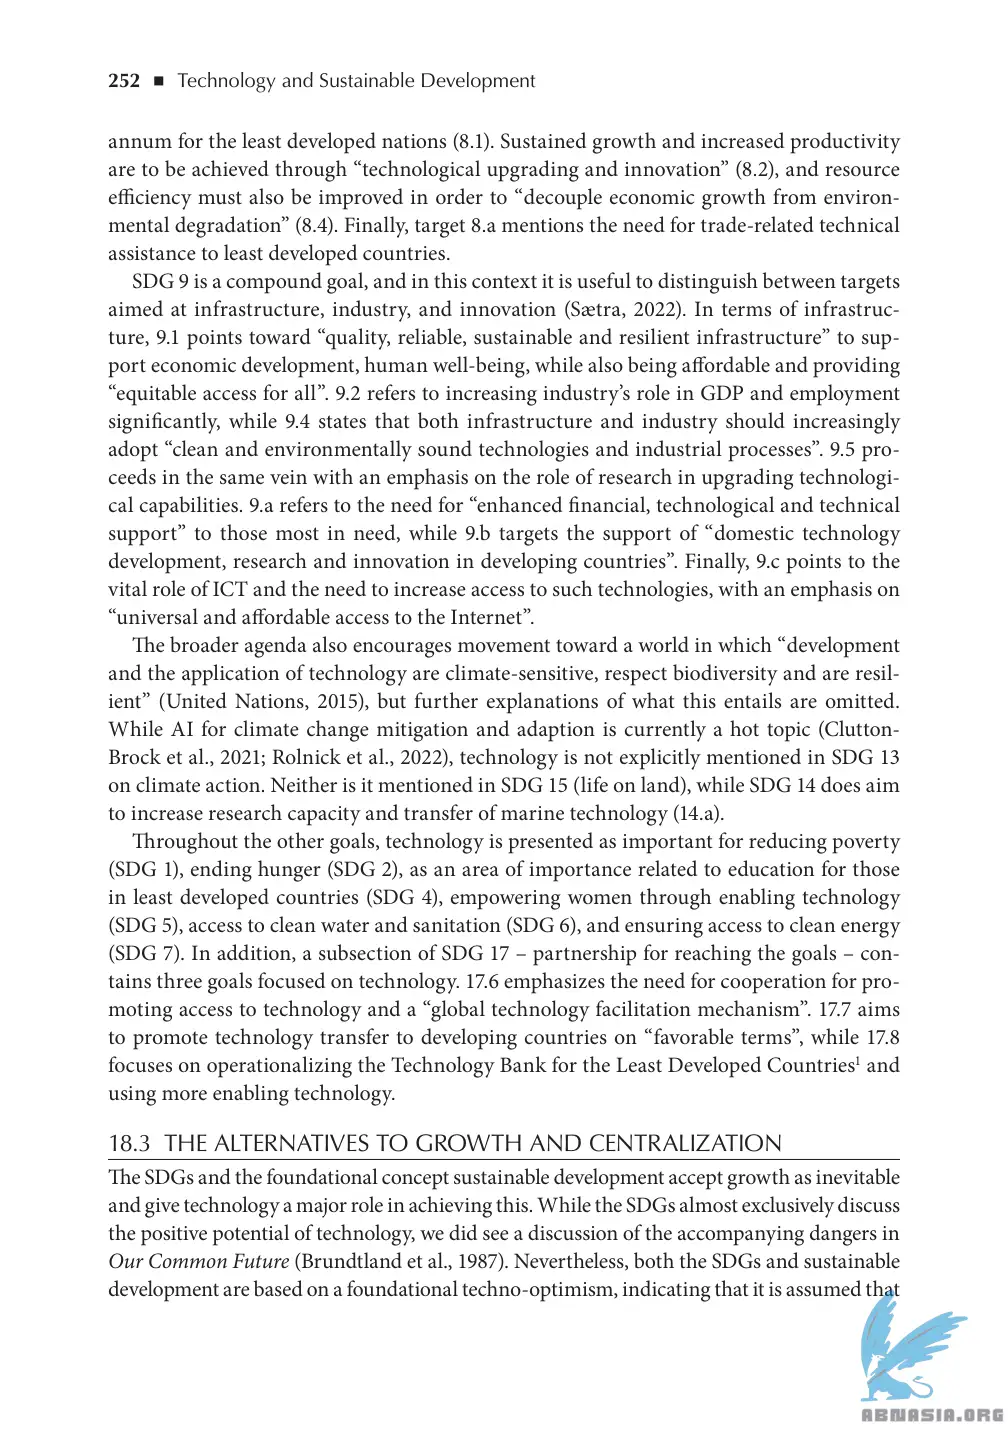 252 ■ Technology and Sustainable Development
annum for the least developed nations (8.1). Sustained growth and increased productivity
are to be achieved through “technological upgrading and innovation” (8.2), and resource
efficiency must also be improved in order to “decouple economic growth from environ-
mental degradation” (8.4). Finally, target 8.a mentions the need for trade-related technical
assistance to least developed countries.
SDG 9 is a compound goal, and in this context it is useful to distinguish between targets
aimed at infrastructure, industry, and innovation (Sætra, 2022). In terms of infrastruc-
ture, 9.1 points toward “quality, reliable, sustainable and resilient infrastructure” to sup-
port economic development, human well-being, while also being affordable and providing
“equitable access for all”. 9.2 refers to increasing industry’s role in GDP and employment
significantly, while 9.4 states that both infrastructure and industry should increasingly
adopt “clean and environmentally sound technologies and industrial processes”. 9.5 pro-
ceeds in the same vein with an emphasis on the role of research in upgrading technologi-
cal capabilities. 9.a refers to the need for “enhanced financial, technological and technical
support” to those most in need, while 9.b targets the support of “domestic technology
development, research and innovation in developing countries”. Finally, 9.c points to the
vital role of ICT and the need to increase access to such technologies, with an emphasis on
“universal and affordable access to the Internet”.
The broader agenda also encourages movement toward a world in which “development
and the application of technology are climate-sensitive, respect biodiversity and are resil-
ient” (United Nations, 2015), but further explanations of what this entails are omitted.
While AI for climate change mitigation and adaption is currently a hot topic (Clutton-
Brock et al., 2021; Rolnick et al., 2022), technology is not explicitly mentioned in SDG 13
on climate action. Neither is it mentioned in SDG 15 (life on land), while SDG 14 does aim
to increase research capacity and transfer of marine technology (14.a).
Throughout the other goals, technology is presented as important for reducing poverty
(SDG 1), ending hunger (SDG 2), as an area of importance related to education for those
in least developed countries (SDG 4), empowering women through enabling technology
(SDG 5), access to clean water and sanitation (SDG 6), and ensuring access to clean energy
(SDG 7). In addition, a subsection of SDG 17 – partnership for reaching the goals – con-
tains three goals focused on technology. 17.6 emphasizes the need for cooperation for pro-
moting access to technology and a “global technology facilitation mechanism”. 17.7 aims
to promote technology transfer to developing countries on “favorable terms”, while 17.8
focuses on operationalizing the Technology Bank for the Least Developed Countries¹ and
using more enabling technology.
18.3 THE ALTERNATIVES TO GROWTH AND CENTRALIZATION
The SDGs and the foundational concept sustainable development accept growth as inevitable
and give technology a major role in achieving this. While the SDGs almost exclusively discuss
the positive potential of technology, we did see a discussion of the accompanying dangers in
Our Common Future (Brundtland et al., 1987). Nevertheless, both the SDGs and sustainable
development are based on a foundational techno-optimism, indicating that it is assumed that
ABNASIA.ORG